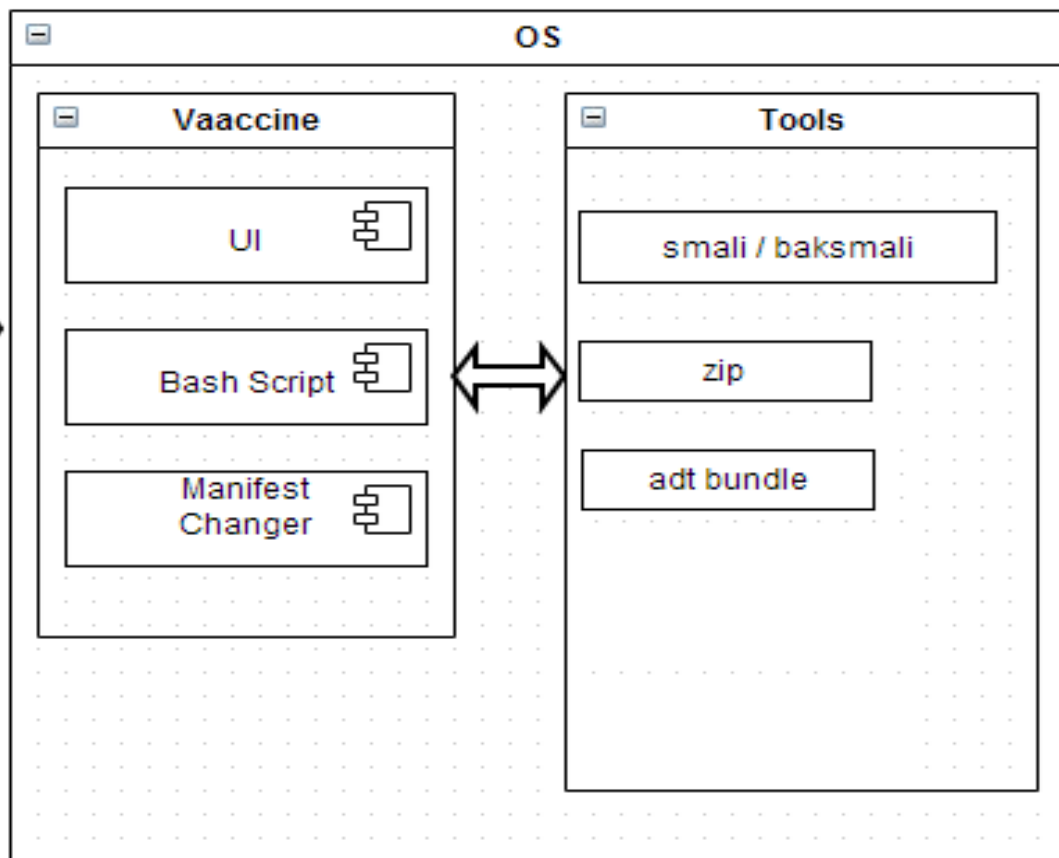 OS
Vaaccine
UI
Bash Script
Manifest
Changer
Tools
smali / baksmali
zip
adt bundle